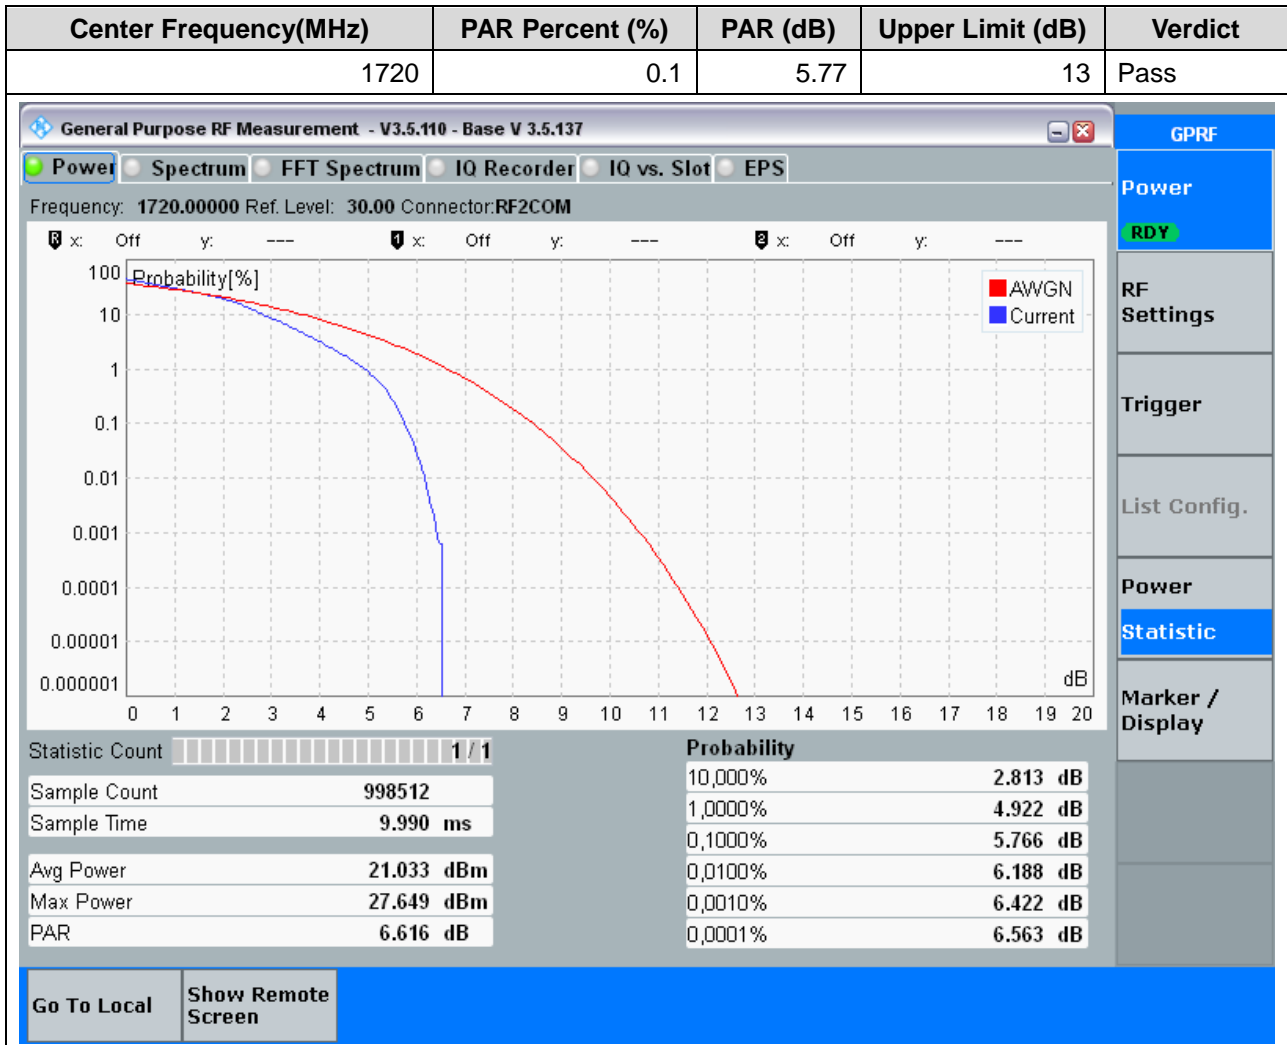 Center Frequency(MHz) PAR Percent (%) PAR (dB) Upper Limit (dB) Verdict
1720 0.1 5.77 13 Pass
General Purpose RF Measurement - V3.5.110 - Base V 3.5.137
GPRF
Power Spectrum FFT Spectrum IQ Recorder IQ vs. Slot EPS
Power
RDY
Frequency: 1720.00000 Ref. Level: 30.00 Connector:RF2COM
R x: Off y: --- 1 x: Off y: --- 2 x: Off y: ---
Probability[%]
100
10
1
0.1
0.01
0.001
0.0001
0.00001
0.000001
AWGN
Current
dB
0 1 2 3 4 5 6 7 8 9 10 11 12 13 14 15 16 17 18 19 20
RF
Settings
Trigger
List Config.
Power
Statistic
Marker /
Display
Statistic Count 1 / 1
Sample Count 998512
Sample Time 9.990 ms
Avg Power 21.033 dBm
Max Power 27.649 dBm
PAR 6.616 dB
Probability
10,000% 2.813 dB
1,0000% 4.922 dB
0,1000% 5.766 dB
0,0100% 6.188 dB
0,0010% 6.422 dB
0,0001% 6.563 dB
Go To Local
Show Remote
Screen